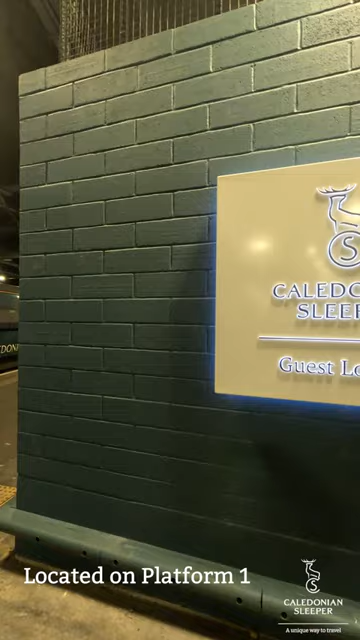 CALEDO
SLEEP
Guest Lo
Located on Platform 1
CALEDONIAN
SLEEPER
A unique way to travel